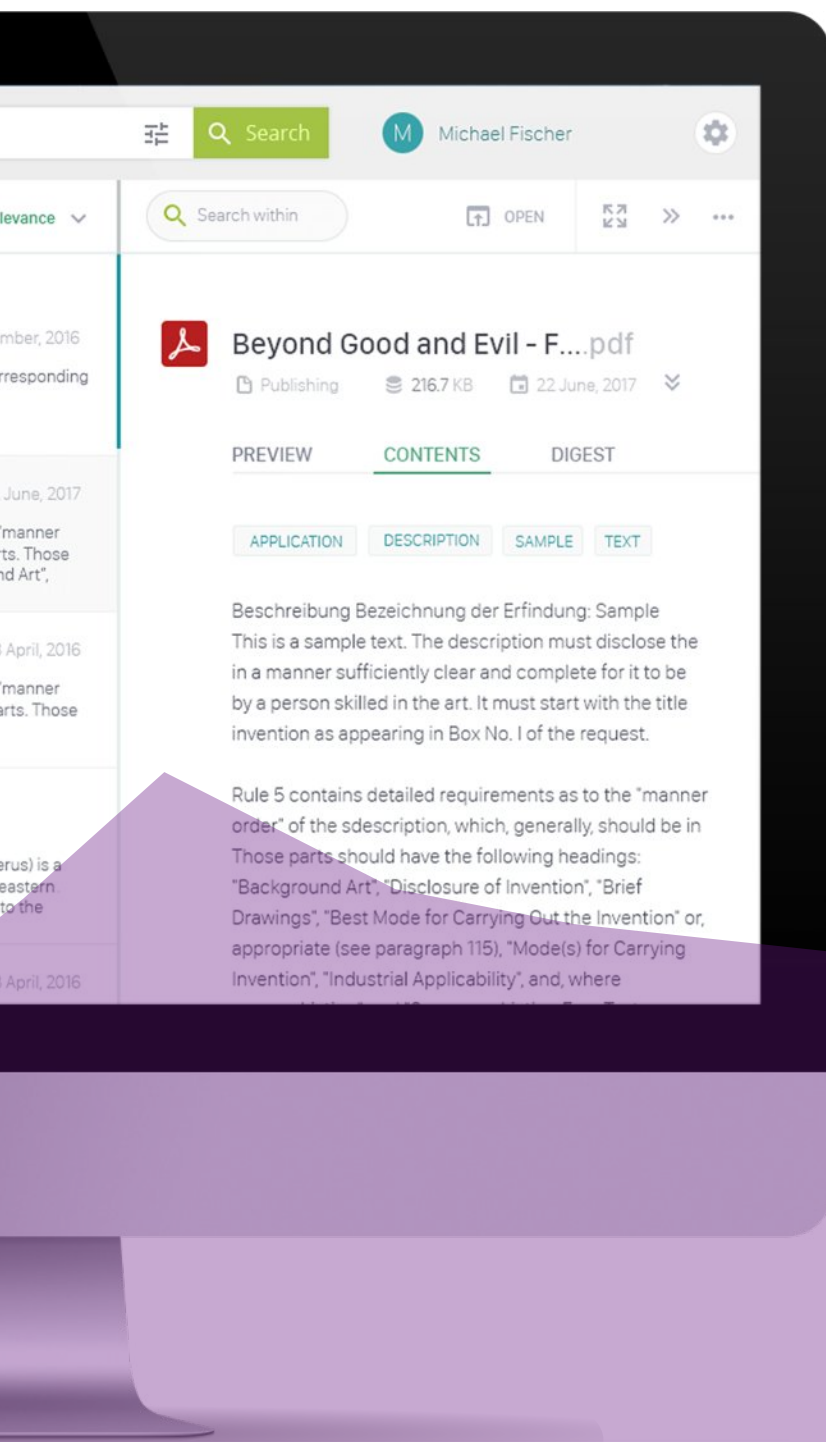 Search
M
Michael Fischer
levance
Search within
OPEN
mber, 2016
rresponding
June, 2017
"manner
rts. Those
nd Art",
April, 2016
"manner
arts. Those
erus) is a
eastern
to the
April, 2016
Beyond Good and Evil - F....pdf
Publishing
216.7 KB
22 June, 2017
PREVIEW
CONTENTS
DIGEST
APPLICATION
DESCRIPTION
SAMPLE
TEXT
Beschreibung Bezeichnung der Erfindung: Sample
This is a sample text. The description must disclose the
in a manner sufficiently clear and complete for it to be
by a person skilled in the art. It must start with the title
invention as appearing in Box No. I of the request.
Rule 5 contains detailed requirements as to the "manner
order" of the sdescription, which, generally, should be in
Those parts should have the following headings:
"Background Art", "Disclosure of Invention", "Brief
Drawings", "Best Mode for Carrying Out the Invention" or,
appropriate (see paragraph 115), "Mode(s) for Carrying
Invention", "Industrial Applicability", and, where